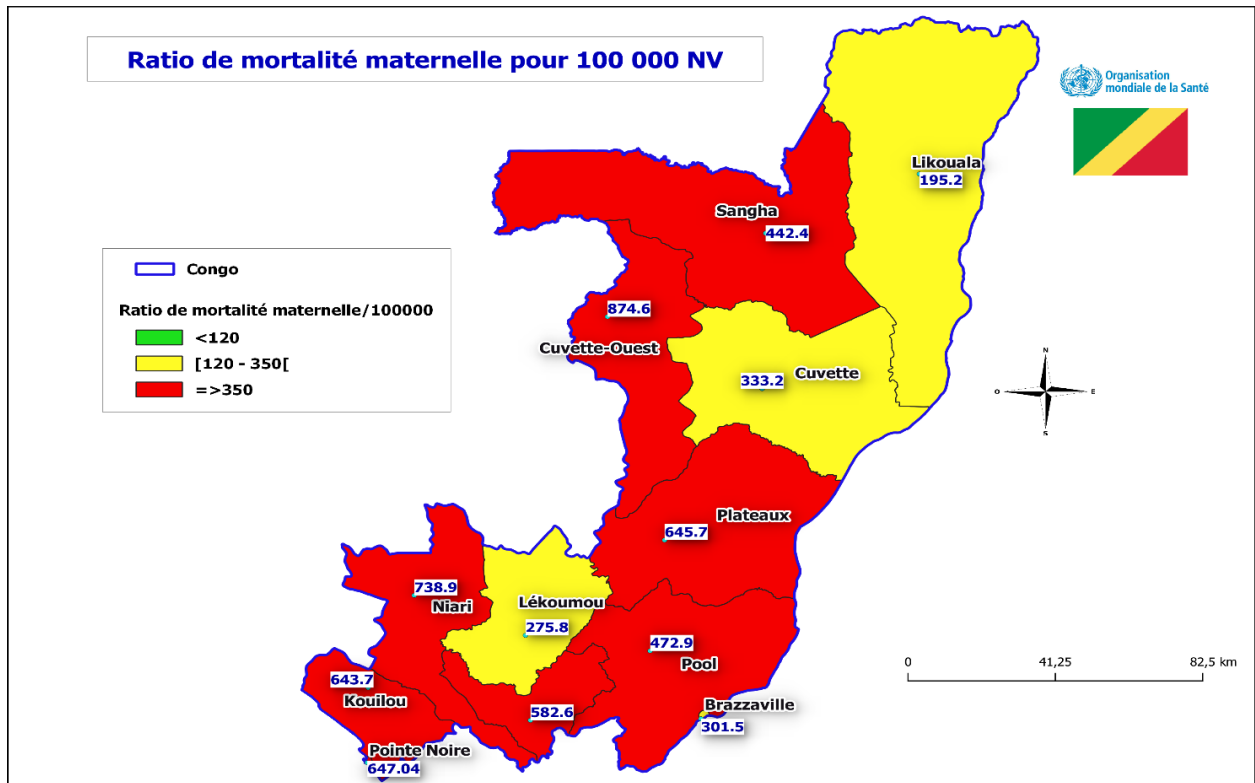 Ratio de mortalité maternelle pour 100 000 NV
Organisation
mondiale de la Santé
Likouala
195.2
Sangha
442.4
Congo
Ratio de mortalité maternelle/100000
<120
[120 - 350[
=>350
874.6
Cuvette-Ouest
Cuvette
333.2
N
O
E
S
Plateaux
645.7
738.9
Niari
Lékoumou
275.8
472.9
Pool
0
41,25
82,5 km
643.7
Kouilou
582.6
Brazzaville
301.5
Pointe Noire
647.04